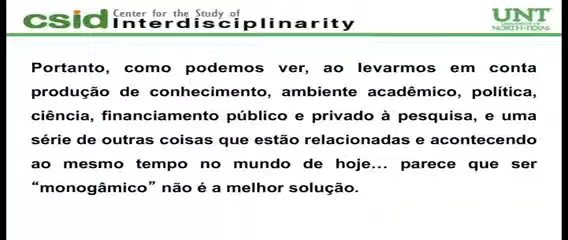 csid Center for the Study of
Interdisciplinarity
UNT
UNIVERSITY OF
NORTH·TEXAS
Portanto, como podemos ver, ao levarmos em conta
produção de conhecimento, ambiente acadêmico, política,
ciência, financiamento público e privado à pesquisa, e uma
série de outras coisas que estão relacionadas e acontecendo
ao mesmo tempo no mundo de hoje... parece que ser
“monogâmico” não é a melhor solução.